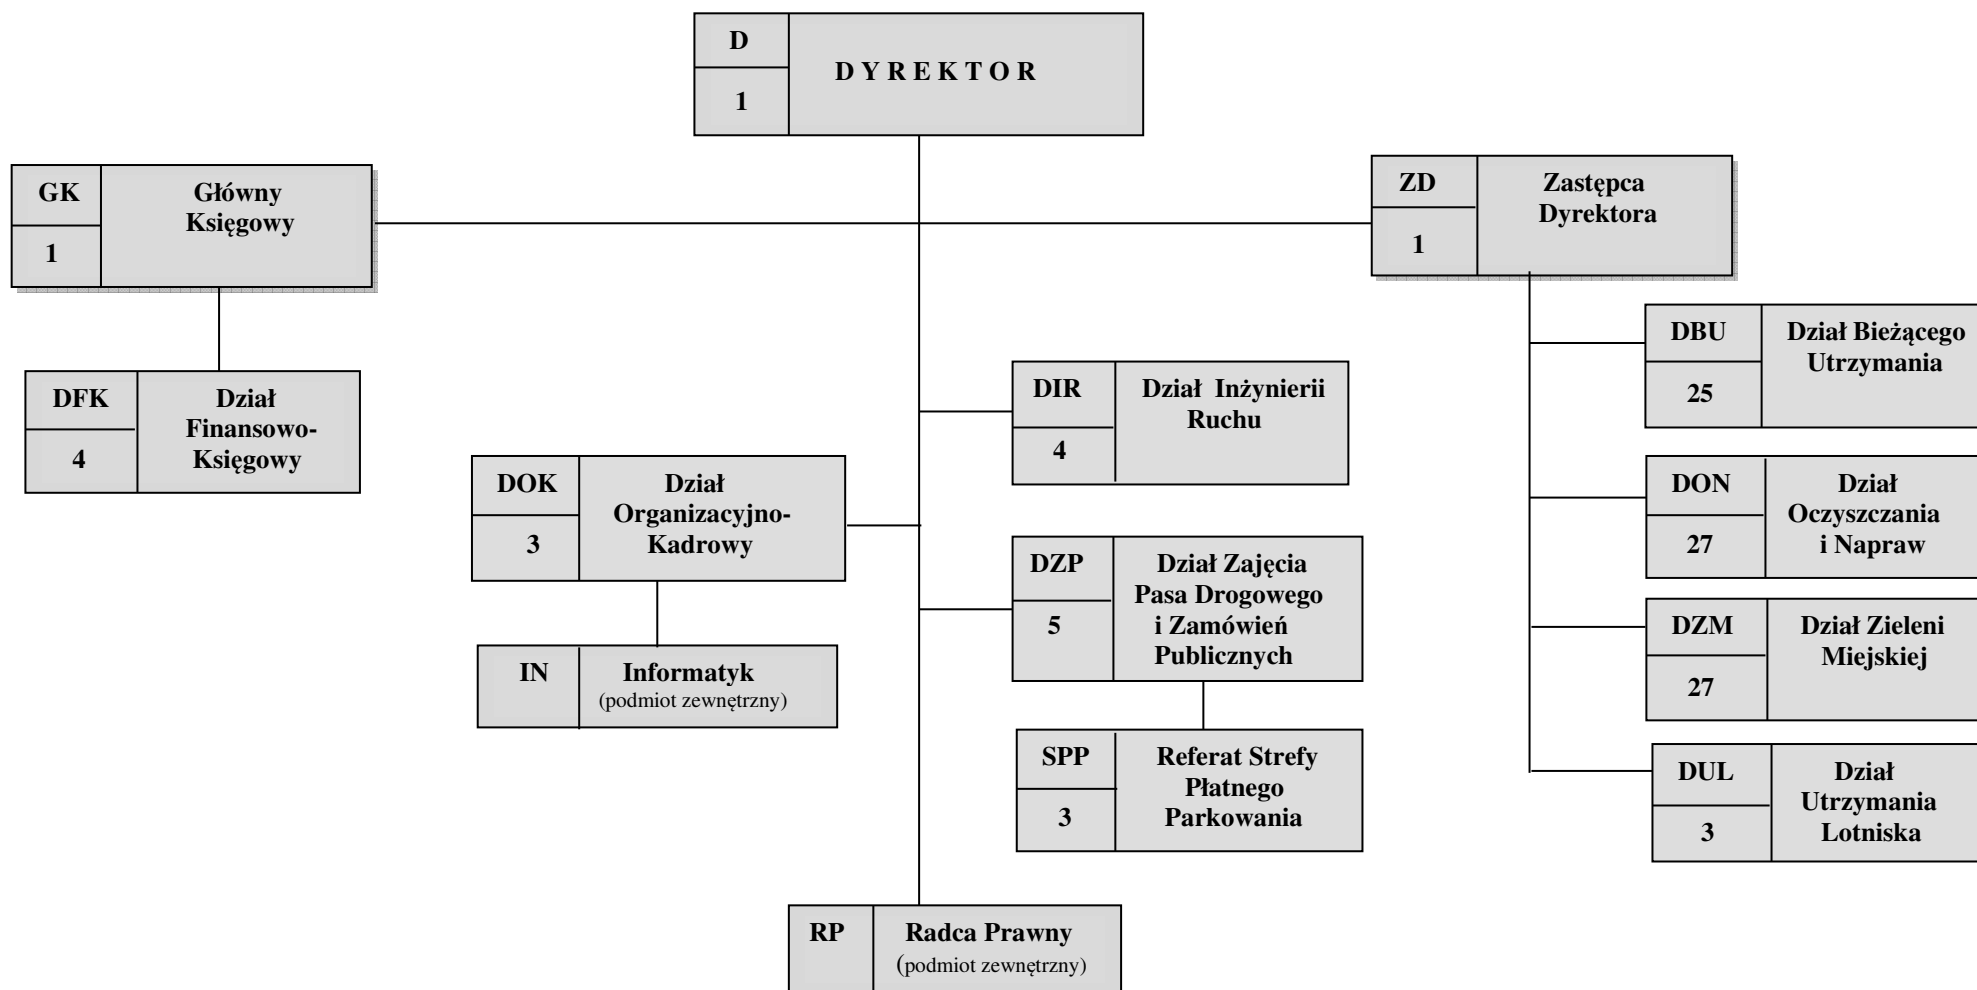 D
D Y R E K T O R
1
GK
Główny
Księgowy
1
ZD
Zastępca
Dyrektora
1
DFK
Dział
Finansowo-
Księgowy
4
DOK
Dział
Organizacyjno-
Kadrowy
3
IN
Informatyk
(podmiot zewnętrzny)
DIR
Dział Inżynierii
Ruchu
4
DZP
Dział Zajęcia
Pasa Drogowego
i Zamówień
Publicznych
5
SPP
Referat Strefy
Płatnego
Parkowania
3
RP
Radca Prawny
(podmiot zewnętrzny)
DBU
Dział Bieżącego
Utrzymania
25
DON
Dział
Oczyszczania
i Napraw
27
DZM
Dział Zieleni
Miejskiej
27
DUL
Dział
Utrzymania
Lotniska
3